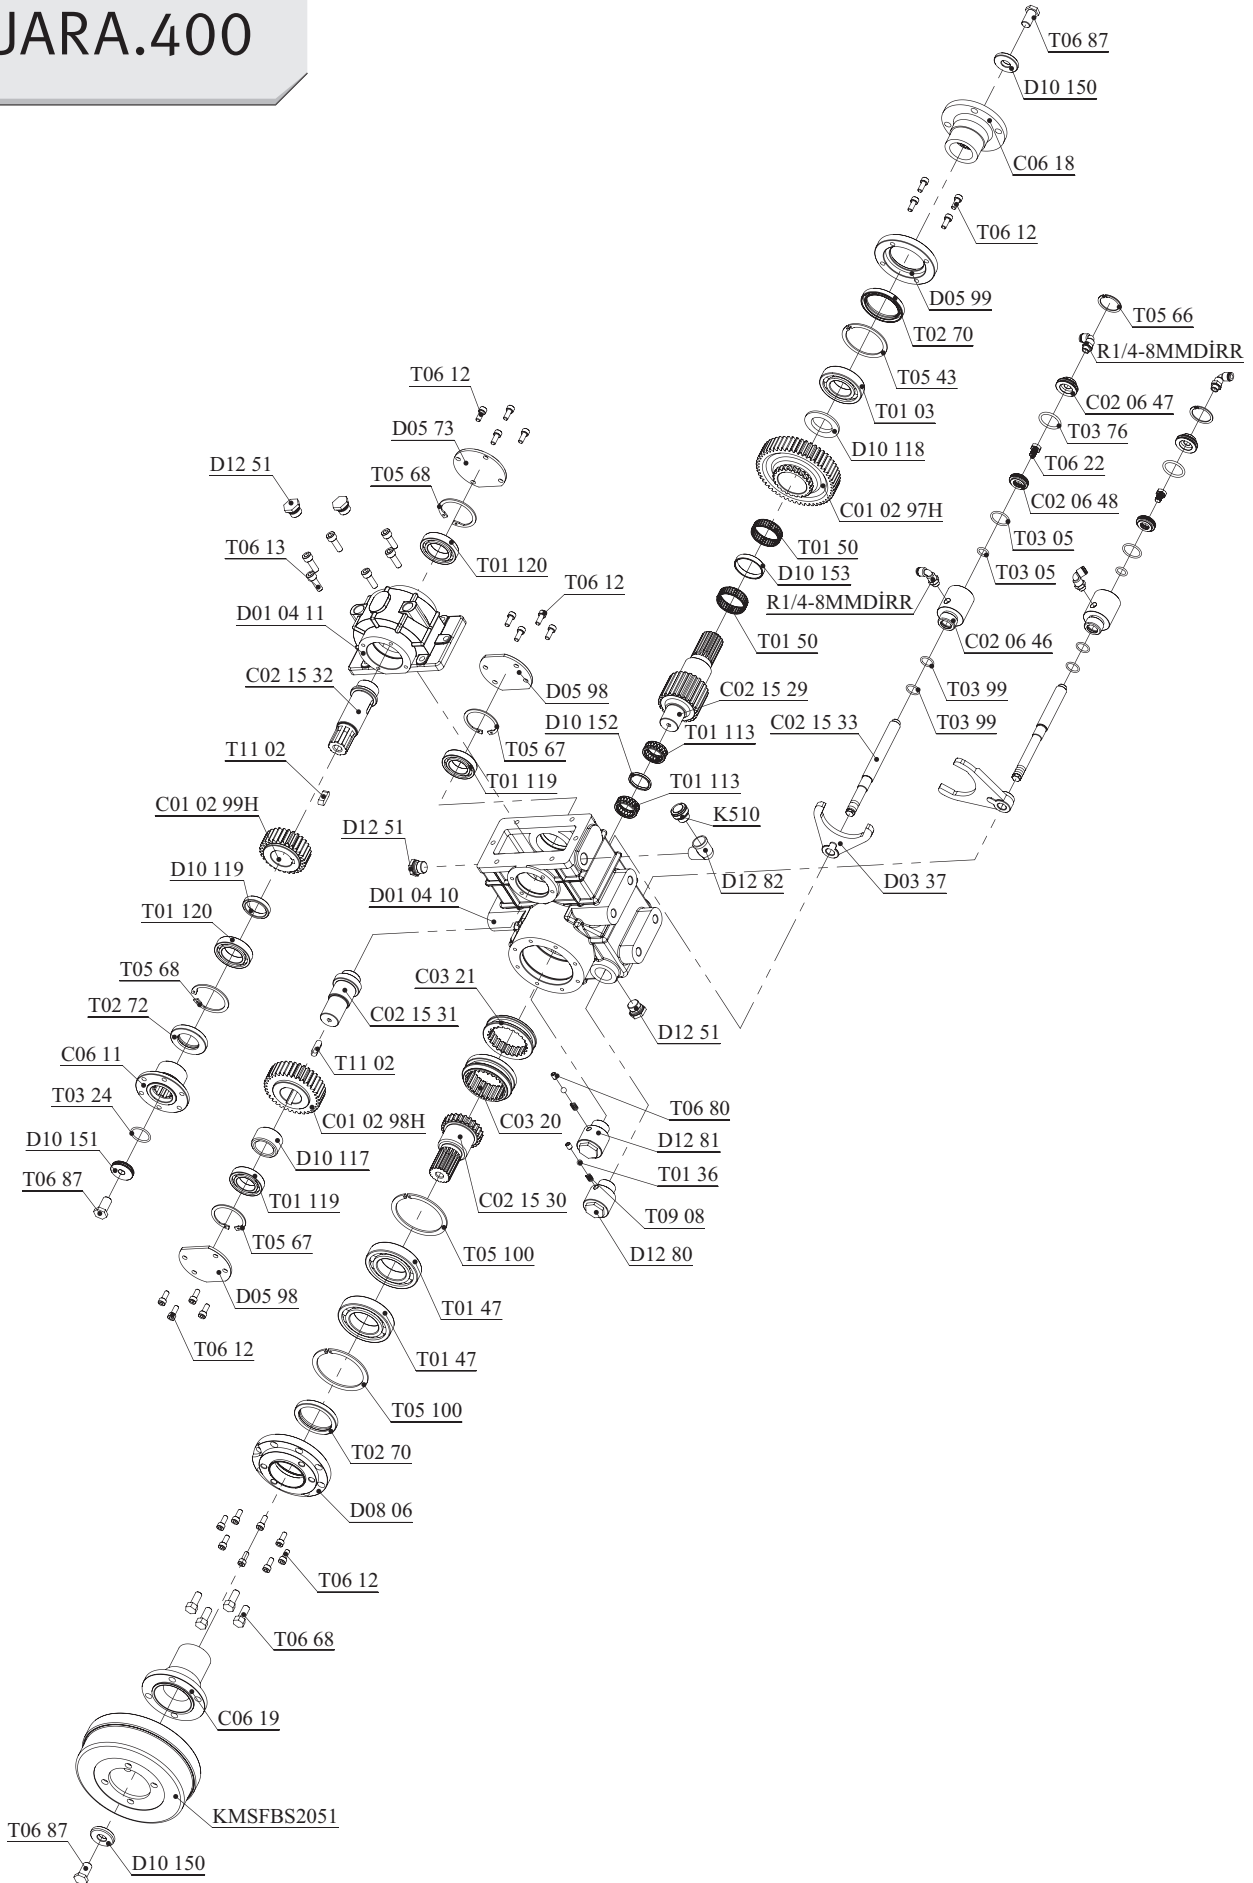 UARA.400
T06 87
D10 150
C06 18
T06 12
D05 99
T02 70
T05 43
T01 03
D10 118
C01 02 97H
T01 50
D10 153
R1/4-8MMDİRR
T01 50
T05 66
R1/4-8MMDİRR
C02 06 47
T03 76
T06 22
C02 06 48
T03 05
T03 05
C02 06 46
T03 99
T03 99
C02 15 33
D03 37
T06 12
D05 73
D12 51
T05 68
T06 13
T01 120
D01 04 11
C02 15 32
T06 12
D05 98
T05 67
T01 119
T11 02
C01 02 99H
D10 119
T01 120
T05 68
T02 72
C06 11
T03 24
D10 151
T06 87
C02 15 29
D10 152
T01 113
T01 113
K510
D12 82
D12 51
D01 04 10
D12 51
C03 21
C02 15 31
T11 02
C03 20
C01 02 98H
D10 117
T01 119
T05 67
D05 98
T06 12
T06 80
D12 81
T01 36
T09 08
D12 80
C02 15 30
T05 100
T01 47
T01 47
T05 100
T02 70
D08 06
T06 12
T06 68
C06 19
KMSFBS2051
T06 87
D10 150